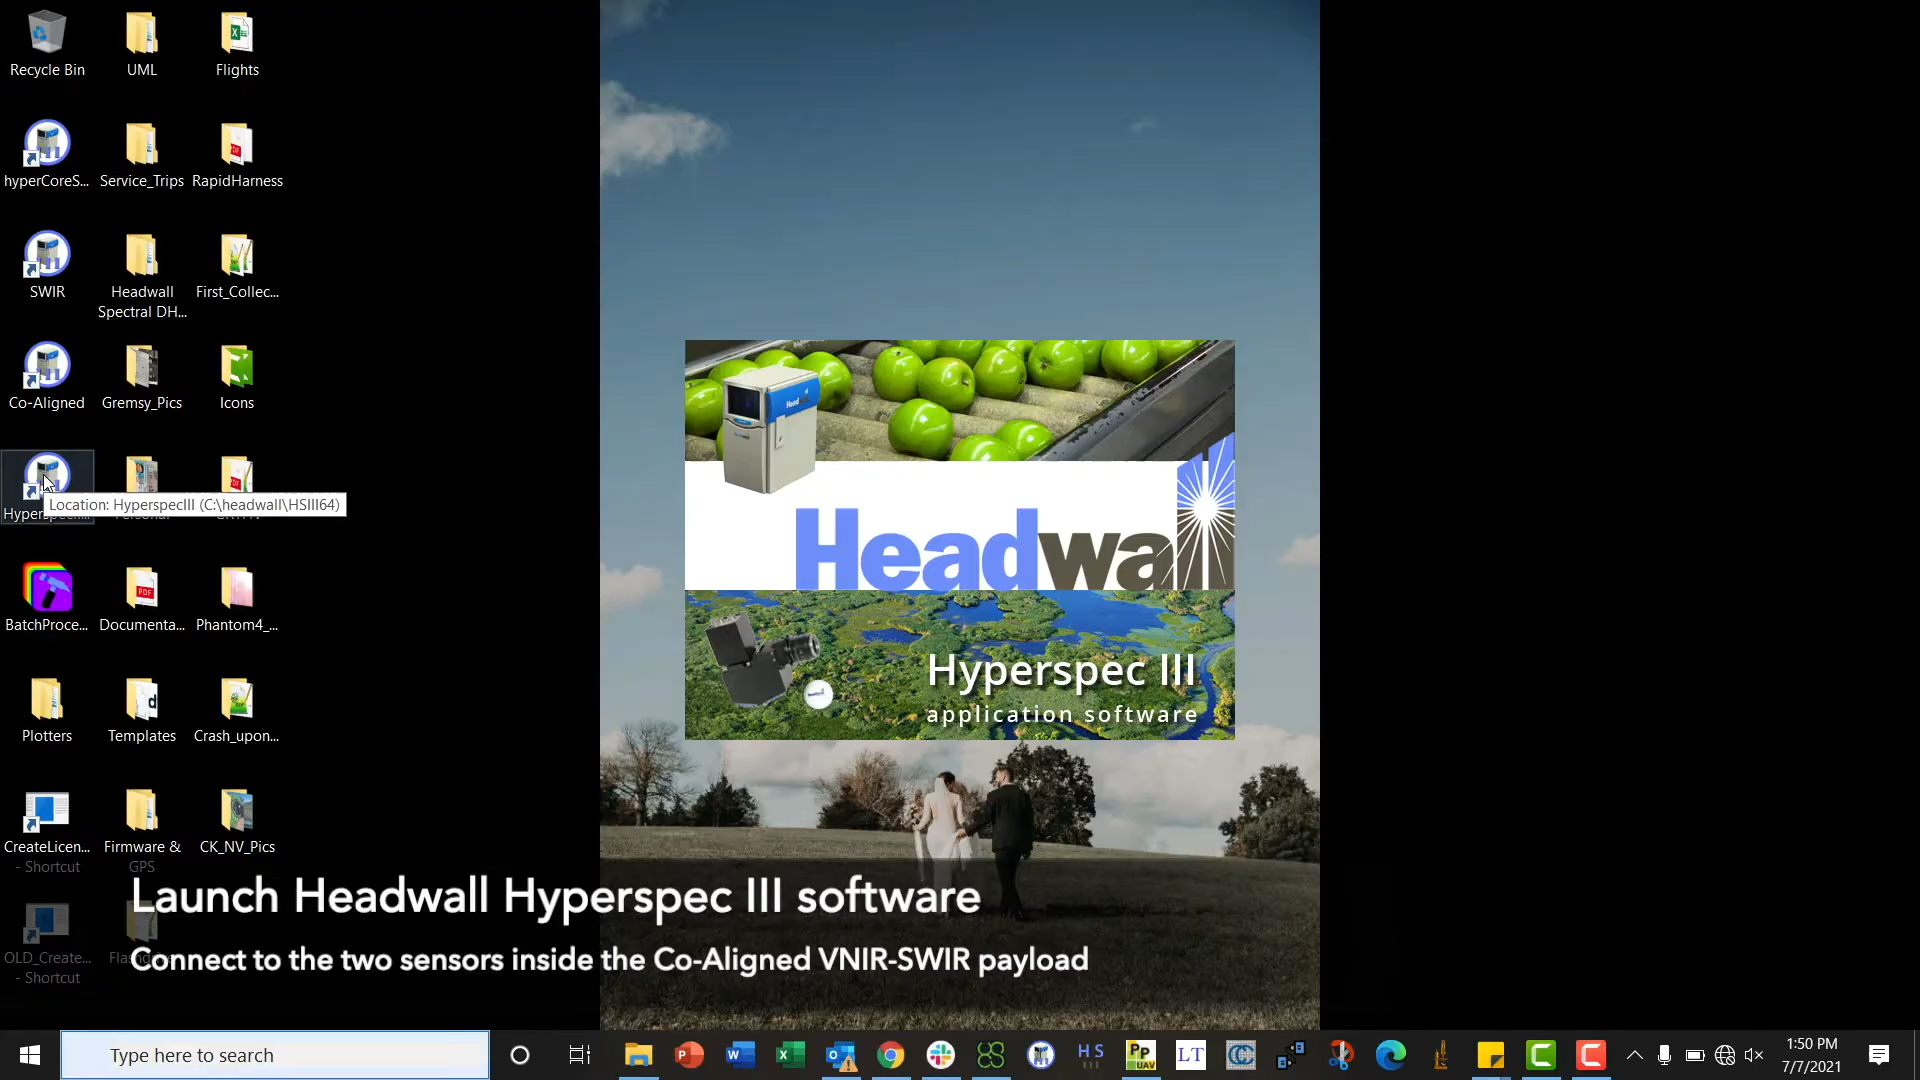 Recycle Bin
UML
Flights
hyperCoreS...
Service_Trips
RapidHarness
SWIR
Headwall
Spectral DH...
First_Collec...
Co-Aligned
Gremsy_Pics
Icons
Location: HyperspecIII (C:\headwall\HSIII64)
BatchProce...
Documenta...
Phantom4_...
Plotters
Templates
Crash_upon...
CreateLicen...
- Shortcut
Firmware &
GPS
CK_NV_Pics
OLD_Create...
- Shortcut
Headwall
Hyperspec III
application software
Launch Headwall Hyperspec III software
Connect to the two sensors inside the Co-Aligned VNIR-SWIR payload
Type here to search
HS
III
Pp
UAV
LT
1:50 PM
7/7/2021